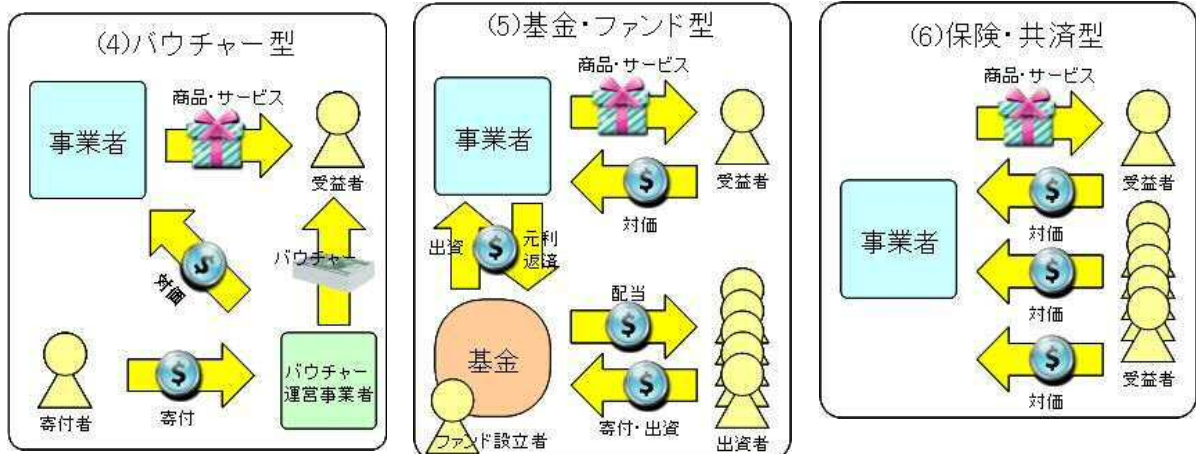 (4)バウチャー型
商品・サービス
事業者
受益者
バウチャー
対価
寄付者
寄付
バウチャー
運営事業者
(5)基金・ファンド型
商品・サービス
事業者
受益者
対価
出資
元利
返済
配当
基金
寄付・出資
ファンド設立者
出資者
(6)保険・共済型
商品・サービス
受益者
事業者
対価
対価
受益者
対価